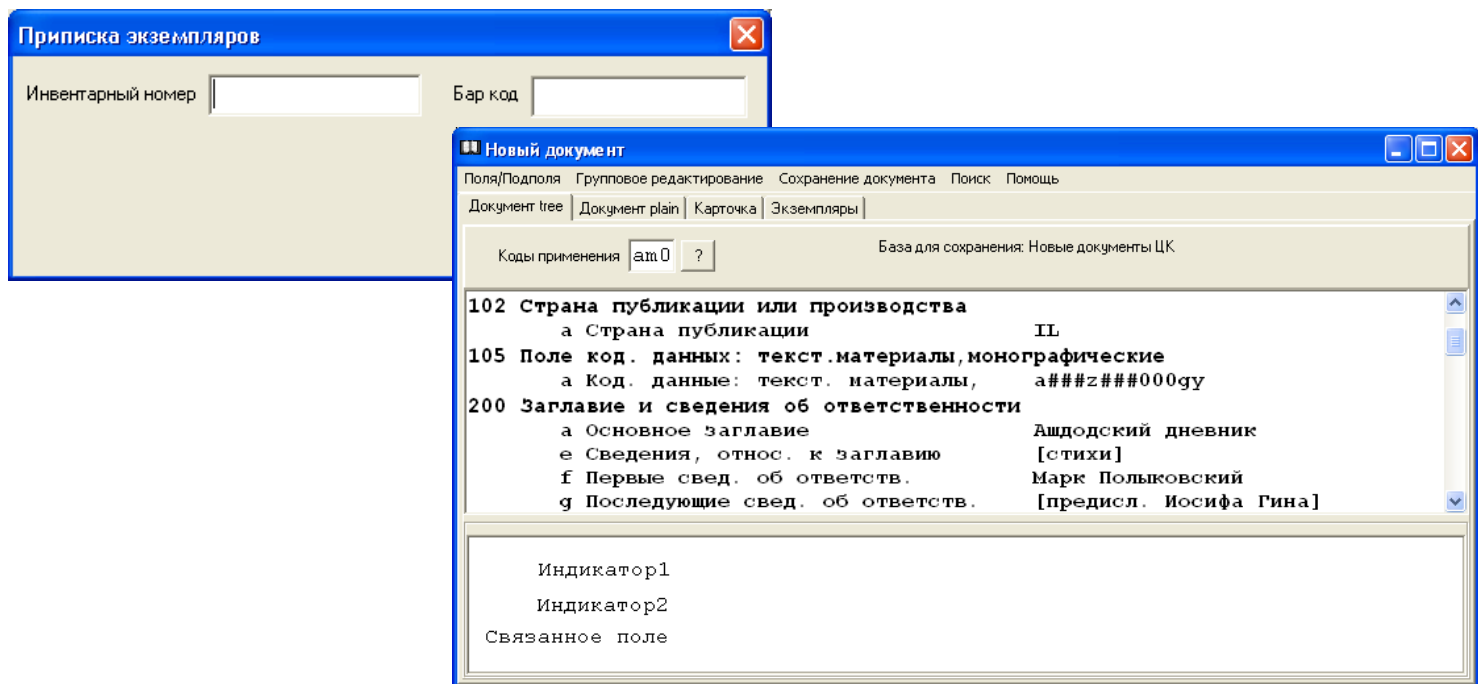 Приписка экземпляров
Инвентарный номер Бар код
Новый документ
Поля/Подполя Групповое редактирование Сохранение документа Поиск Помощь
Документ tree Документ plain Карточка Экземпляры
Коды применения am0 ? База для сохранения: Новые документы ЦК
102 Страна публикации или производства
a Страна публикации IL
105 Поле код. данных: текст.материалы,монографические
a Код. данные: текст. материалы, a###z###000gy
200 Заглавие и сведения об ответственности
a Основное заглавие Ашдодский дневник
e Сведения, относ. к заглавию [стихи]
f Первые свед. об ответств. Марк Полыковский
g Последующие свед. об ответств. [предисл. Иосифа Гина]
Индикатор1
Индикатор2
Связанное поле